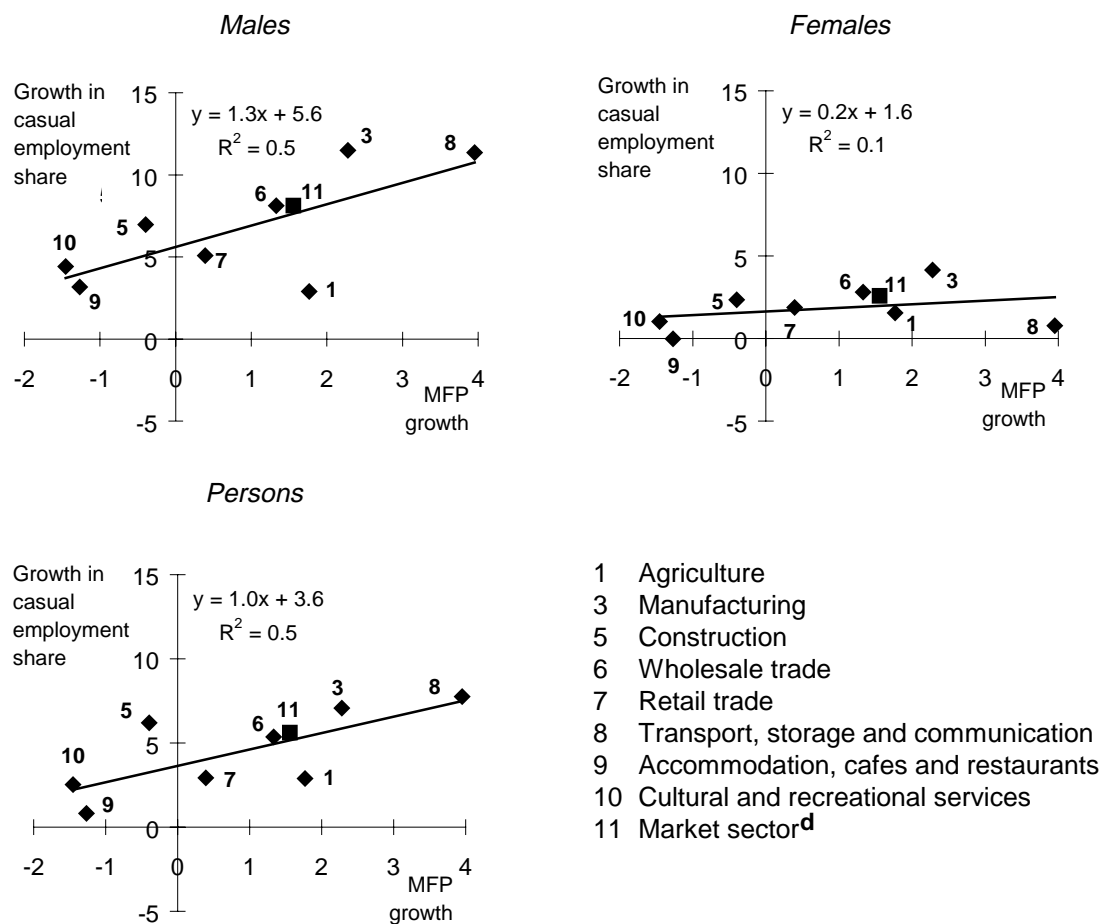 Males
Growth in
casual
employment
share
15
10
5
0
-5
-2
-1
0
1
2
3
4
MFP
growth
y = 1.3x + 5.6
R² = 0.5
3
8
6
11
5
10
7
9
1
Females
Growth in
casual
employment
share
15
10
5
0
-5
-2
-1
0
1
2
3
4
MFP
growth
y = 0.2x + 1.6
R² = 0.1
6
11
3
5
10
7
1
8
9
Persons
Growth in
casual
employment
share
15
10
5
0
-5
-2
-1
0
1
2
3
4
MFP
growth
y = 1.0x + 3.6
R² = 0.5
3
8
5
11
6
10
7
1
9
1 Agriculture
3 Manufacturing
5 Construction
6 Wholesale trade
7 Retail trade
8 Transport, storage and communication
9 Accommodation, cafes and restaurants
10 Cultural and recreational services
11 Market sectorᵈ